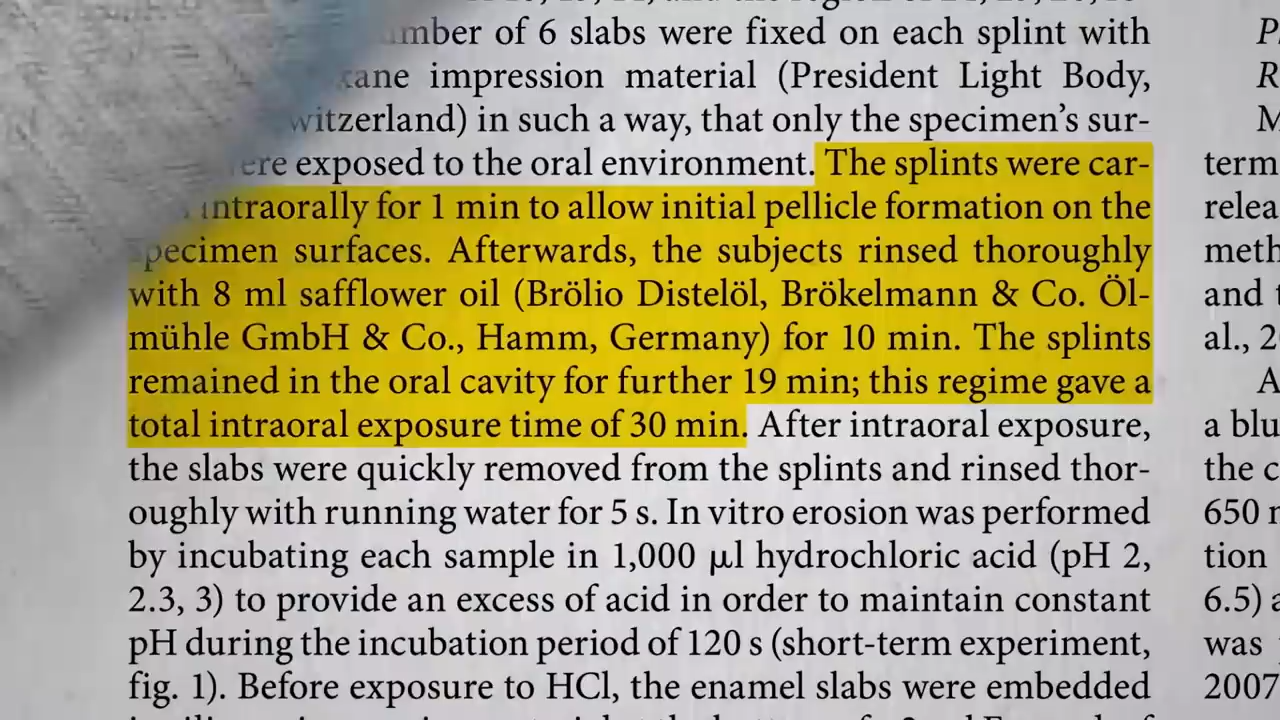 of 6 slabs were fixed on each splint with
impression material (President Light Body,
in such a way, that only the specimen's sur-
exposed to the oral environment. The splints were car-
intraorally for 1 min to allow initial pellicle formation on the
specimen surfaces. Afterwards, the subjects rinsed thoroughly
with 8 ml safflower oil (Brölio Distelöl, Brökelmann & Co. Öl-
mühle GmbH & Co., Hamm, Germany) for 10 min. The splints
remained in the oral cavity for further 19 min; this regime gave a
total intraoral exposure time of 30 min. After intraoral exposure,
the slabs were quickly removed from the splints and rinsed thor-
oughly with running water for 5 s. In vitro erosion was performed
by incubating each sample in 1,000 μl hydrochloric acid (pH 2,
2.3, 3) to provide an excess of acid in order to maintain constant
pH during the incubation period of 120 s (short-term experiment,
fig. 1). Before exposure to HCl, the enamel slabs were embedded
term
relea
meth
and
al., 2
a blu
the c
650
tion
6.5) a
was
2007